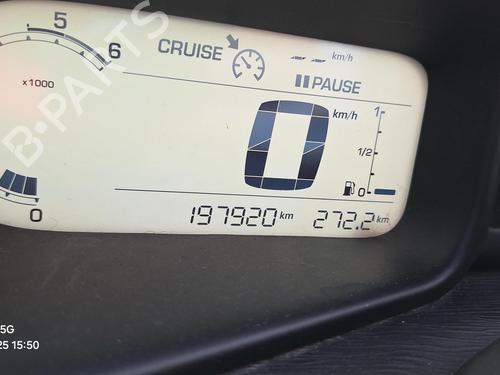 5
6
CRUISE
-- km/h
x1000
PAUSE
B-PARTS
0 km/h
1
1/2
0
0
197920 km 272.2 km
5G
25 15:50